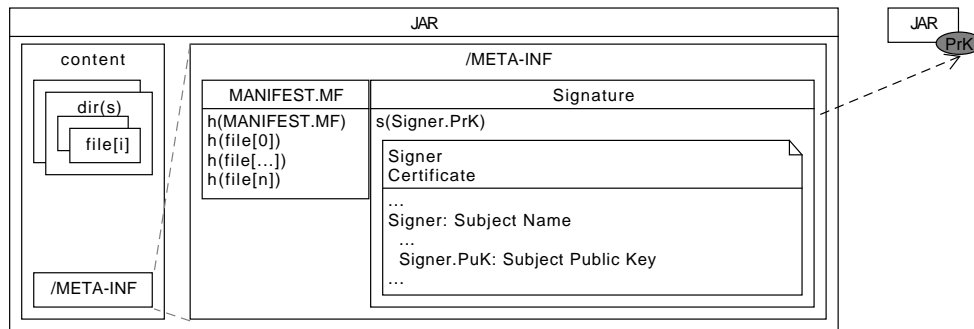 JAR
JAR
PrK
content
/META-INF
dir(s)
file[i]
MANIFEST.MF
Signature
h(MANIFEST.MF)
h(file[0])
h(file[...])
h(file[n])
s(Signer.PrK)
Signer
Certificate
...
Signer: Subject Name
...
Signer.PuK: Subject Public Key
...
/META-INF